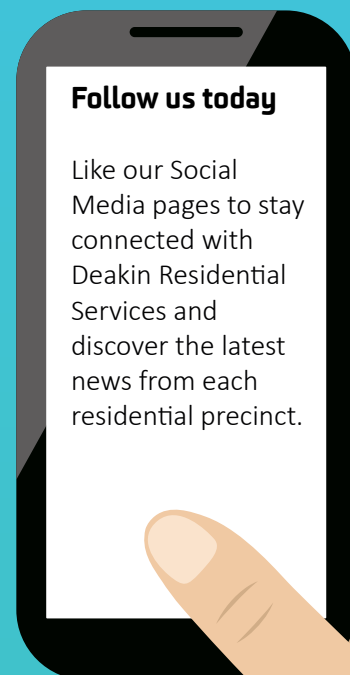 Follow us today
Like our Social
Media pages to stay
connected with
Deakin Residential
Services and
discover the latest
news from each
residential precinct.